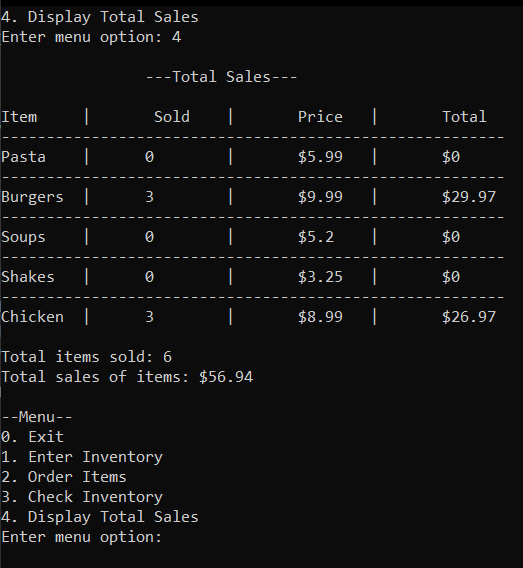 4. Display Total Sales
Enter menu option: 4
---Total Sales---
Item | Sold | Price | Total
--------------------------------------------------------
Pasta | 0 | $5.99 | $0
--------------------------------------------------------
Burgers | 3 | $9.99 | $29.97
--------------------------------------------------------
Soups | 0 | $5.2 | $0
--------------------------------------------------------
Shakes | 0 | $3.25 | $0
--------------------------------------------------------
Chicken | 3 | $8.99 | $26.97
Total items sold: 6
Total sales of items: $56.94
--Menu--
0. Exit
1. Enter Inventory
2. Order Items
3. Check Inventory
4. Display Total Sales
Enter menu option: